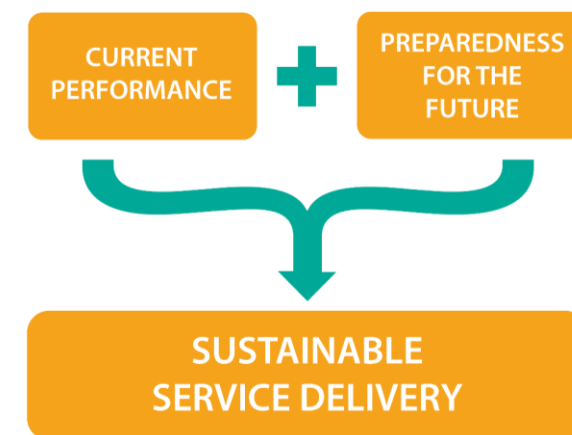 CURRENT
PERFORMANCE
PREPAREDNESS
FOR THE
FUTURE
SUSTAINABLE
SERVICE DELIVERY